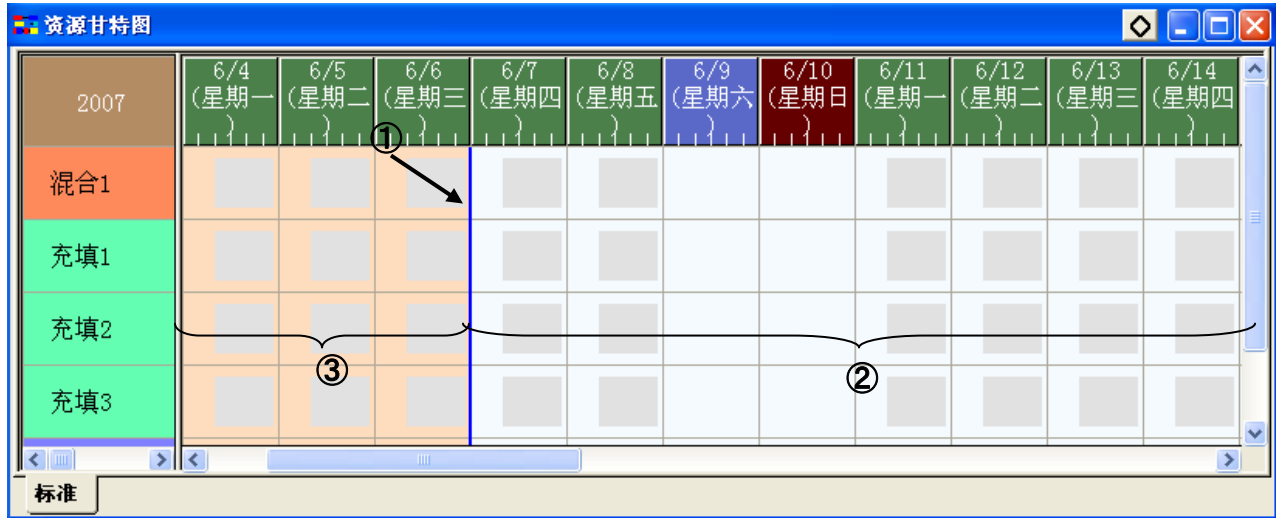 资源甘特图
2007
6/4 6/5 6/6 6/7 6/8 6/9 6/10 6/11 6/12 6/13 6/14
(星期一 (星期二 (星期三 (星期四 (星期五 (星期六 (星期日 (星期一 (星期二 (星期三 (星期四
) ) ) ) ) ) ) ) ) ) )
①
混合1
充填1
充填2
③ ②
充填3
标准